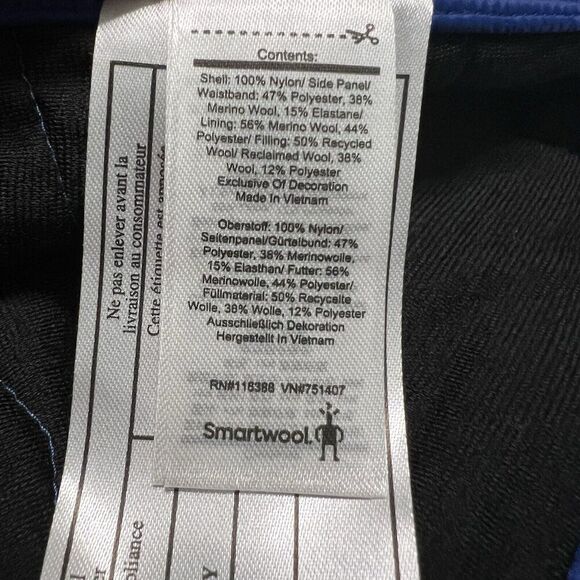 Contents:
Shell: 100% Nylon/ Side Panel/
Waistband: 47% Polyester, 38%
Merino Wool, 15% Elastane/
Lining: 56% Merino Wool, 44%
Polyester/ Filling: 50% Recycled
Wool/ Reclaimed Wool, 38%
Wool, 12% Polyester
Exclusive Of Decoration
Made In Vietnam
Oberstoff: 100% Nylon/
Seitenpanel/Gürtelbund: 47%
Polyester, 38% Merinowolle,
15% Elasthan/ Futter: 56%
Merinowolle, 44% Polyester/
Füllmaterial: 50% Recycelte
Wolle, 38% Wolle, 12% Polyester
Ausschließlich Dekoration
Hergestellt In Vietnam
RN#116388 VN#751407
Smartwool
Ne pas enlever avant la
livraison au consommateur
Cette étiquette est apposée